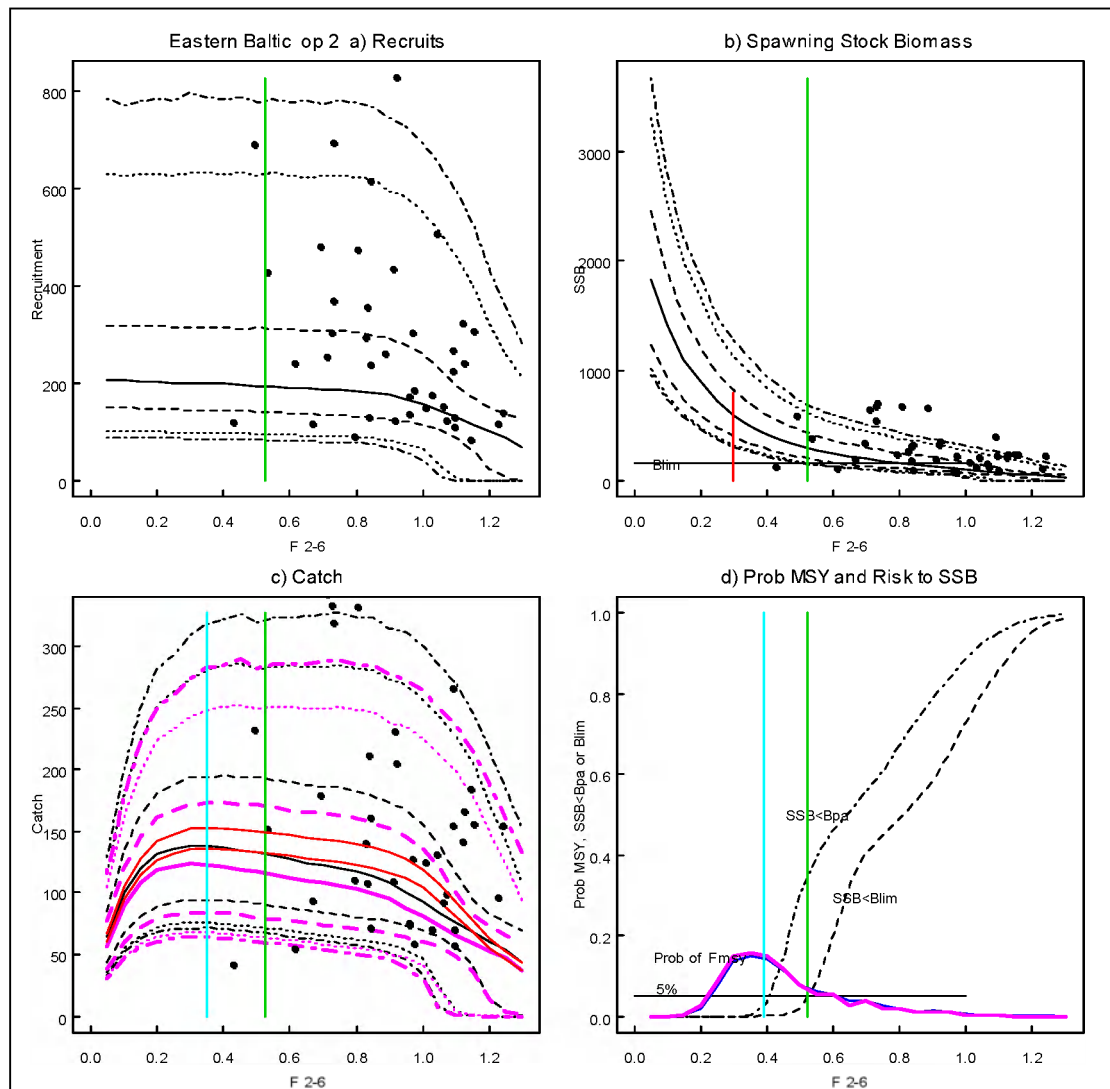 Eastern Baltic op 2 a) Recruits
Recruitment
800
600
400
200
0
0.0 0.2 0.4 0.6 0.8 1.0 1.2
F 2-6
b) Spawning Stock Biomass
SSB
3000
2000
1000
0
Blim
0.0 0.2 0.4 0.6 0.8 1.0 1.2
F 2-6
c) Catch
Catch
300
250
200
150
100
50
0
0.0 0.2 0.4 0.6 0.8 1.0 1.2
F 2-6
d) Prob MSY and Risk to SSB
Prob MSY, SSB<Bpa or Blim
1.0
0.8
0.6
0.4
0.2
0.0
SSB<Bpa
SSB<Blim
Prob of Fmsy
5%
0.0 0.2 0.4 0.6 0.8 1.0 1.2
F 2-6